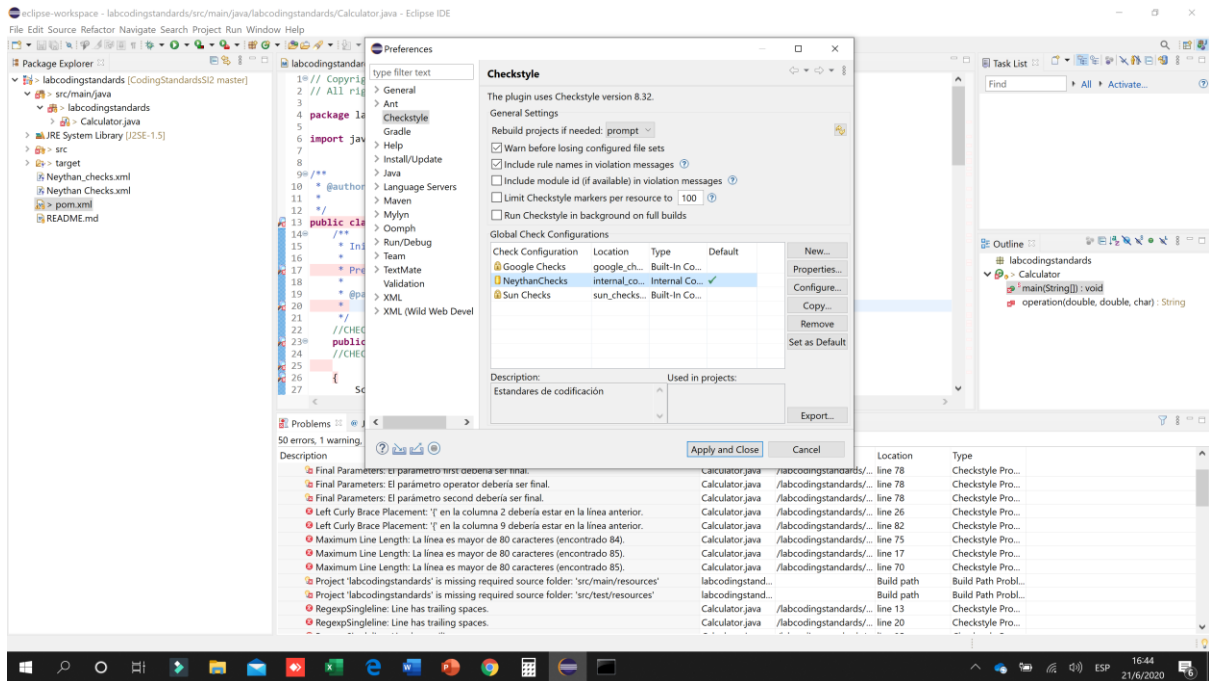 eclipse-workspace - labcodingstandards/src/main/java/labcodingstandards/Calculator.java - Eclipse IDE
File Edit Source Refactor Navigate Search Project Run Window Help
Package Explorer
> labcodingstandards [CodingStandardsSI2 master]
> src/main/java
> labcodingstandards
> Calculator.java
JRE System Library [J2SE-1.5]
> src
> target
Neythan_checks.xml
Neythan Checks.xml
> pom.xml
README.md
labcodingstandar
1 // Copyrig
2 // All rig
3
4 package la
5
6 import jav
7
8
9 /**
10 * @author
11 *
12 */
13 public cla
14 /**
15 * Ini
16 *
17 * Pre
18 *
19 * @pa
20 *
21 */
22 //CHEC
23 public
24 //CHEC
25
26 {
27 Sc
Preferences
type filter text
General
Ant
Checkstyle
Gradle
Help
Install/Update
Java
Language Servers
Maven
Mylyn
Oomph
Run/Debug
Team
TextMate
Validation
XML
XML (Wild Web Devel
Checkstyle
The plugin uses Checkstyle version 8.32.
General Settings
Rebuild projects if needed: prompt
Warn before losing configured file sets
Include rule names in violation messages
Include module id (if available) in violation messages
Limit Checkstyle markers per resource to 100
Run Checkstyle in background on full builds
Global Check Configurations
Check Configuration Location Type Default
Google Checks google_ch... Built-In Co...
NeythanChecks internal_co... Internal Co...
Sun Checks sun_checks... Built-In Co...
New...
Properties...
Configure...
Copy...
Remove
Set as Default
Description:
Estandares de codificación
Used in projects:
Export...
Apply and Close
Cancel
Task List
Find
All
Activate...
Outline
labcodingstandards
> Calculator
main(String[]) : void
operation(double, double, char) : String
Problems
50 errors, 1 warning,
Description Location Type
Final Parameters: El parámetro first debería ser final. Calculator.java /labcodingstandards/... line 78 Checkstyle Pro...
Final Parameters: El parámetro operator debería ser final. Calculator.java /labcodingstandards/... line 78 Checkstyle Pro...
Final Parameters: El parámetro second debería ser final. Calculator.java /labcodingstandards/... line 78 Checkstyle Pro...
Left Curly Brace Placement: '{' en la columna 2 debería estar en la línea anterior. Calculator.java /labcodingstandards/... line 26 Checkstyle Pro...
Left Curly Brace Placement: '{' en la columna 9 debería estar en la línea anterior. Calculator.java /labcodingstandards/... line 82 Checkstyle Pro...
Maximum Line Length: La línea es mayor de 80 caracteres (encontrado 84). Calculator.java /labcodingstandards/... line 75 Checkstyle Pro...
Maximum Line Length: La línea es mayor de 80 caracteres (encontrado 85). Calculator.java /labcodingstandards/... line 17 Checkstyle Pro...
Maximum Line Length: La línea es mayor de 80 caracteres (encontrado 85). Calculator.java /labcodingstandards/... line 70 Checkstyle Pro...
Project 'labcodingstandards' is missing required source folder: 'src/main/resources' labcodingstand... Build path Build Path Probl...
Project 'labcodingstandards' is missing required source folder: 'src/test/resources' labcodingstand... Build path Build Path Probl...
RegexpSingleline: Line has trailing spaces. Calculator.java /labcodingstandards/... line 13 Checkstyle Pro...
RegexpSingleline: Line has trailing spaces. Calculator.java /labcodingstandards/... line 20 Checkstyle Pro...
ESP
16:44
21/6/2020